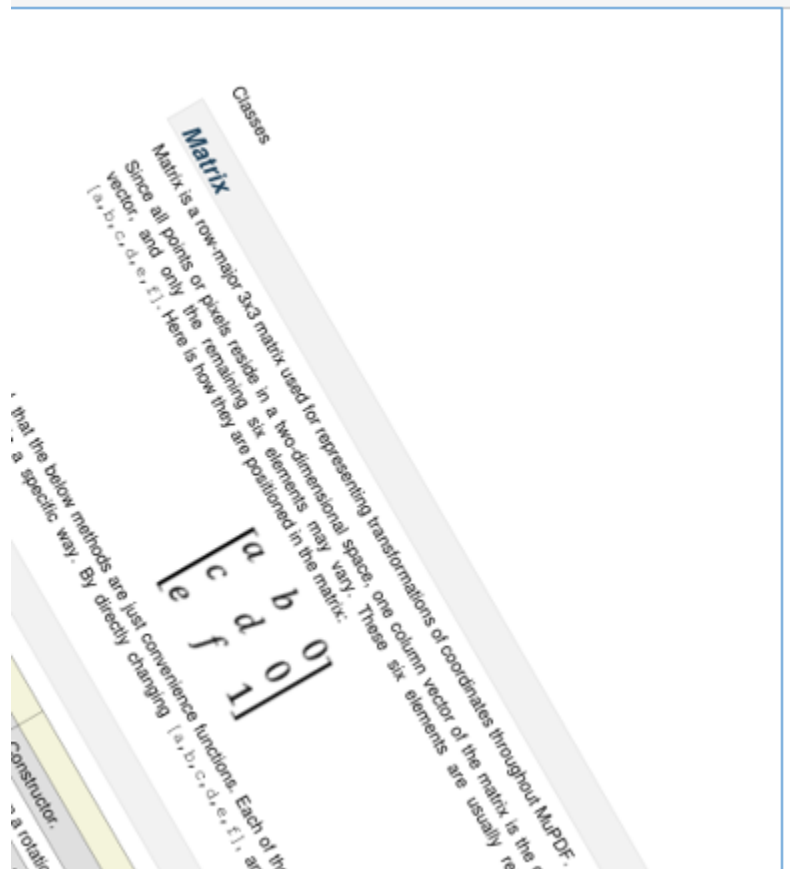 Classes
Matrix
Matrix is a row-major 3x3 matrix used for representing transformations of coordinates throughout MuPDF.
Since all points or pixels reside in a two-dimensional space, one column vector of the matrix is the
vector, and only the remaining six elements may vary. These six elements are usually
[a,b,c,d,e,f]. Here is how they are positioned in the matrix:
a b 0
c d 0
e f 1
that the below methods are just convenience functions. Each of
a specific way. By directly changing [a,b,c,d,e,f],
Constructor.
a